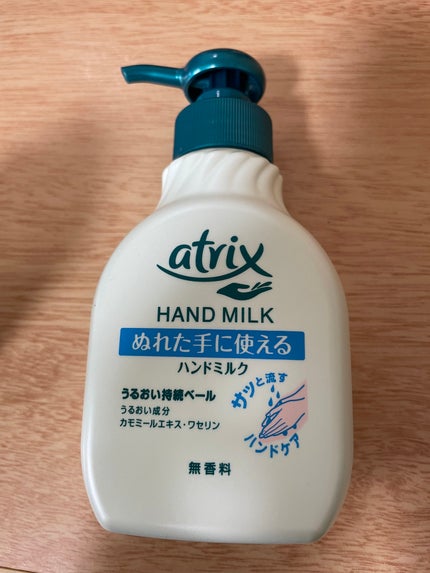 atrix
HAND MILK
ぬれた手に使える
ハンドミルク
うるおい持続ベール
うるおい成分
カモミールエキス・ワセリン
サッと流す
ハンドケア
無香料